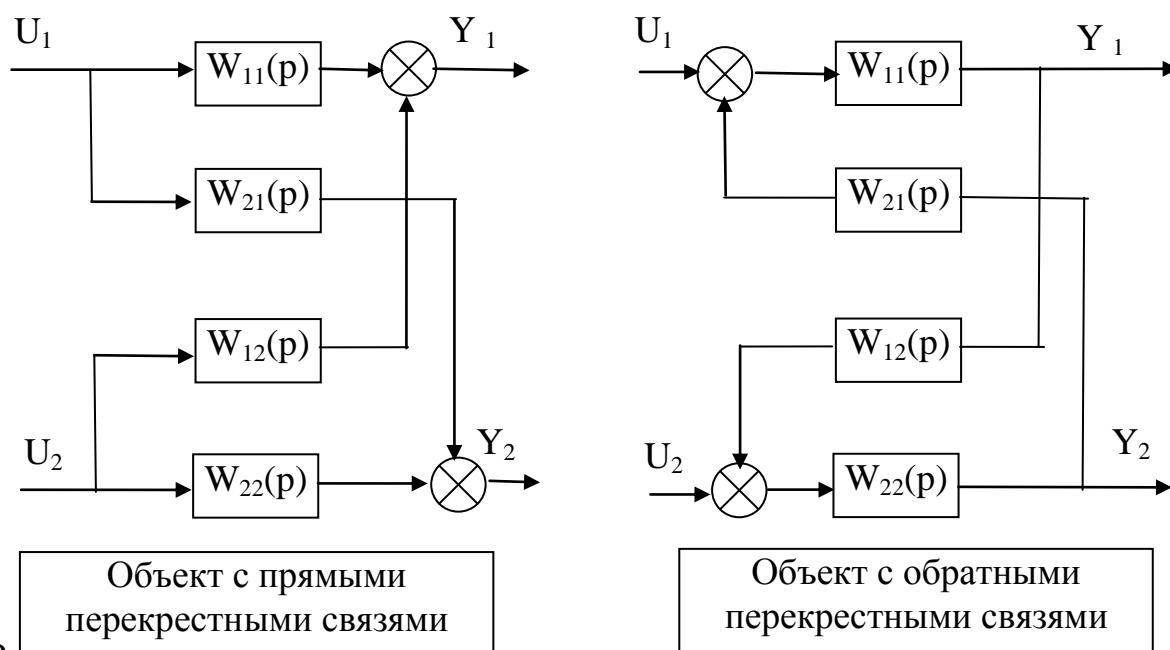 U₁
Y ₁
W₁₁(p)
W₂₁(p)
W₁₂(p)
U₂
Y₂
W₂₂(p)
Объект с прямыми
перекрестными связями
U₁
Y ₁
W₁₁(p)
W₂₁(p)
W₁₂(p)
U₂
Y₂
W₂₂(p)
Объект с обратными
перекрестными связями